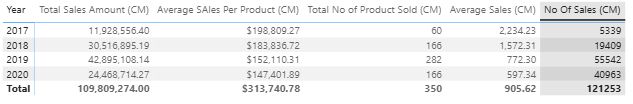 Year Total Sales Amount (CM) Average SAles Per Product (CM) Total No of Product Sold (CM) Average Sales (CM) No Of Sales (CM)
2017 11,928,556.40 $198,809.27 60 2,234.23 5339
2018 30,516,895.19 $183,836.72 166 1,572.31 19409
2019 42,895,108.14 $152,110.31 282 772.30 55542
2020 24,468,714.27 $147,401.89 166 597.34 40963
Total 109,809,274.00 $313,740.78 350 905.62 121253